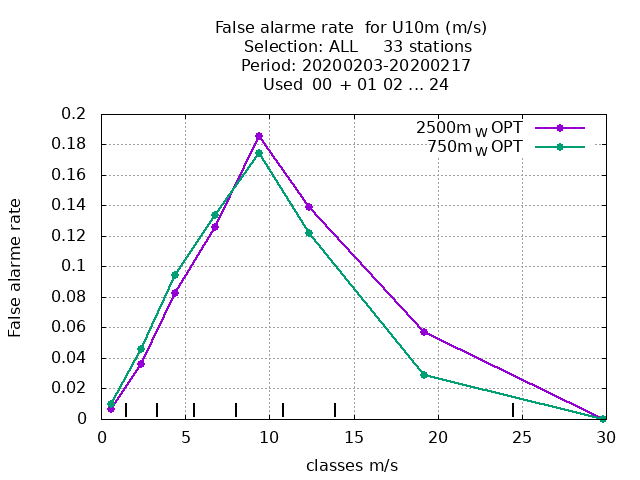 False alarme rate  for U10m (m/s)
Selection: ALL     33 stations
Period: 20200203-20200217
Used  00 + 01 02 ... 24
2500m W OPT
750m W OPT
0.2
0.18
0.16
0.14
0.12
0.1
0.08
0.06
0.04
0.02
0
False alarme rate
0 5 10 15 20 25 30
classes m/s